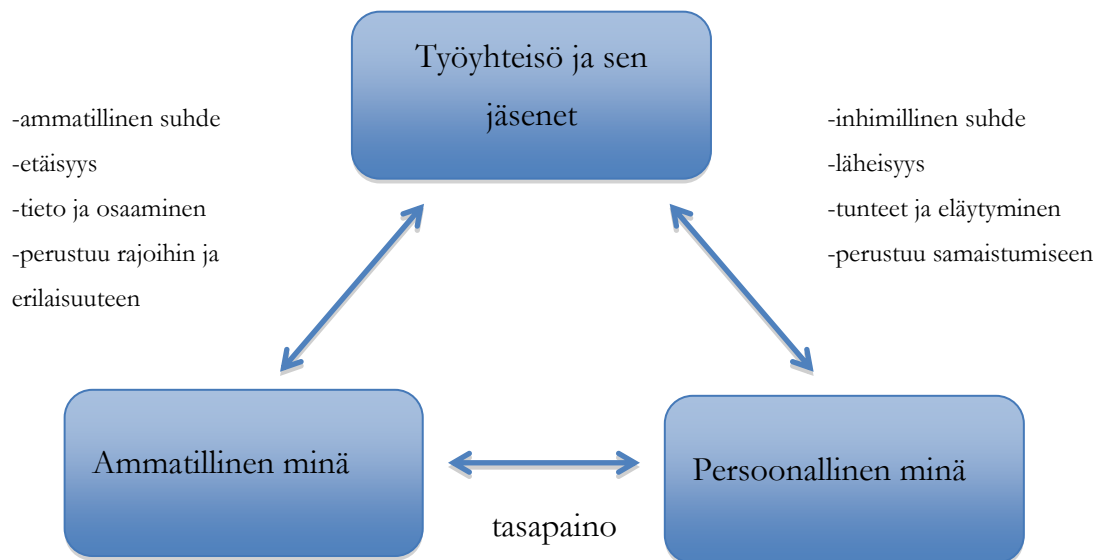 Työyhteisö ja sen
jäsenet
-ammatillinen suhde
-etäisyys
-tieto ja osaaminen
-perustuu rajoihin ja
erilaisuuteen
-inhimillinen suhde
-läheisyys
-tunteet ja eläytyminen
-perustuu samaistumiseen
Ammatillinen minä
Persoonallinen minä
tasapaino